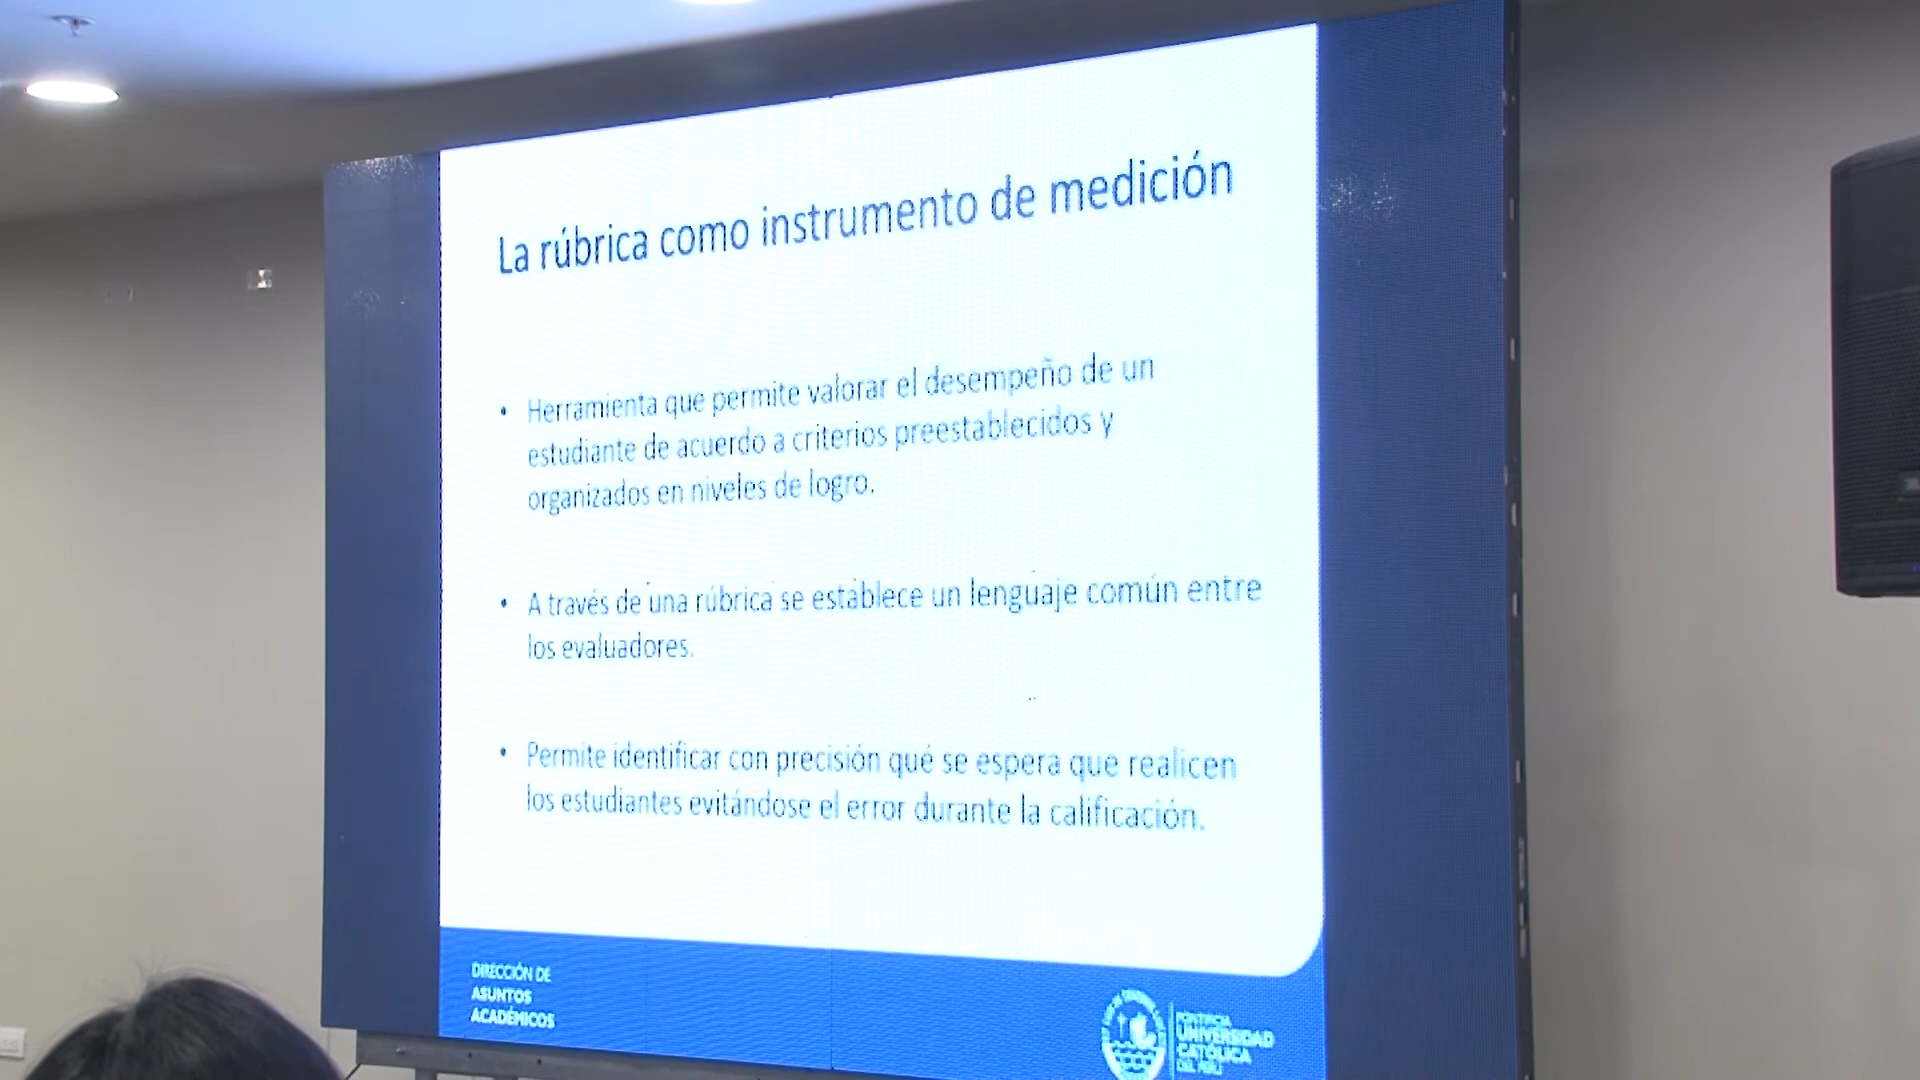 La rúbrica como instrumento de medición
• Herramienta que permite valorar el desempeño de un
estudiante de acuerdo a criterios preestablecidos y
organizados en niveles de logro.
• A través de una rúbrica se establece un lenguaje común entre
los evaluadores.
• Permite identificar con precisión qué se espera que realicen
los estudiantes evitándose el error durante la calificación.
DIRECCIÓN DE
ASUNTOS
ACADÉMICOS
PONTIFICIA
UNIVERSIDAD
CATÓLICA
DEL PERÚ